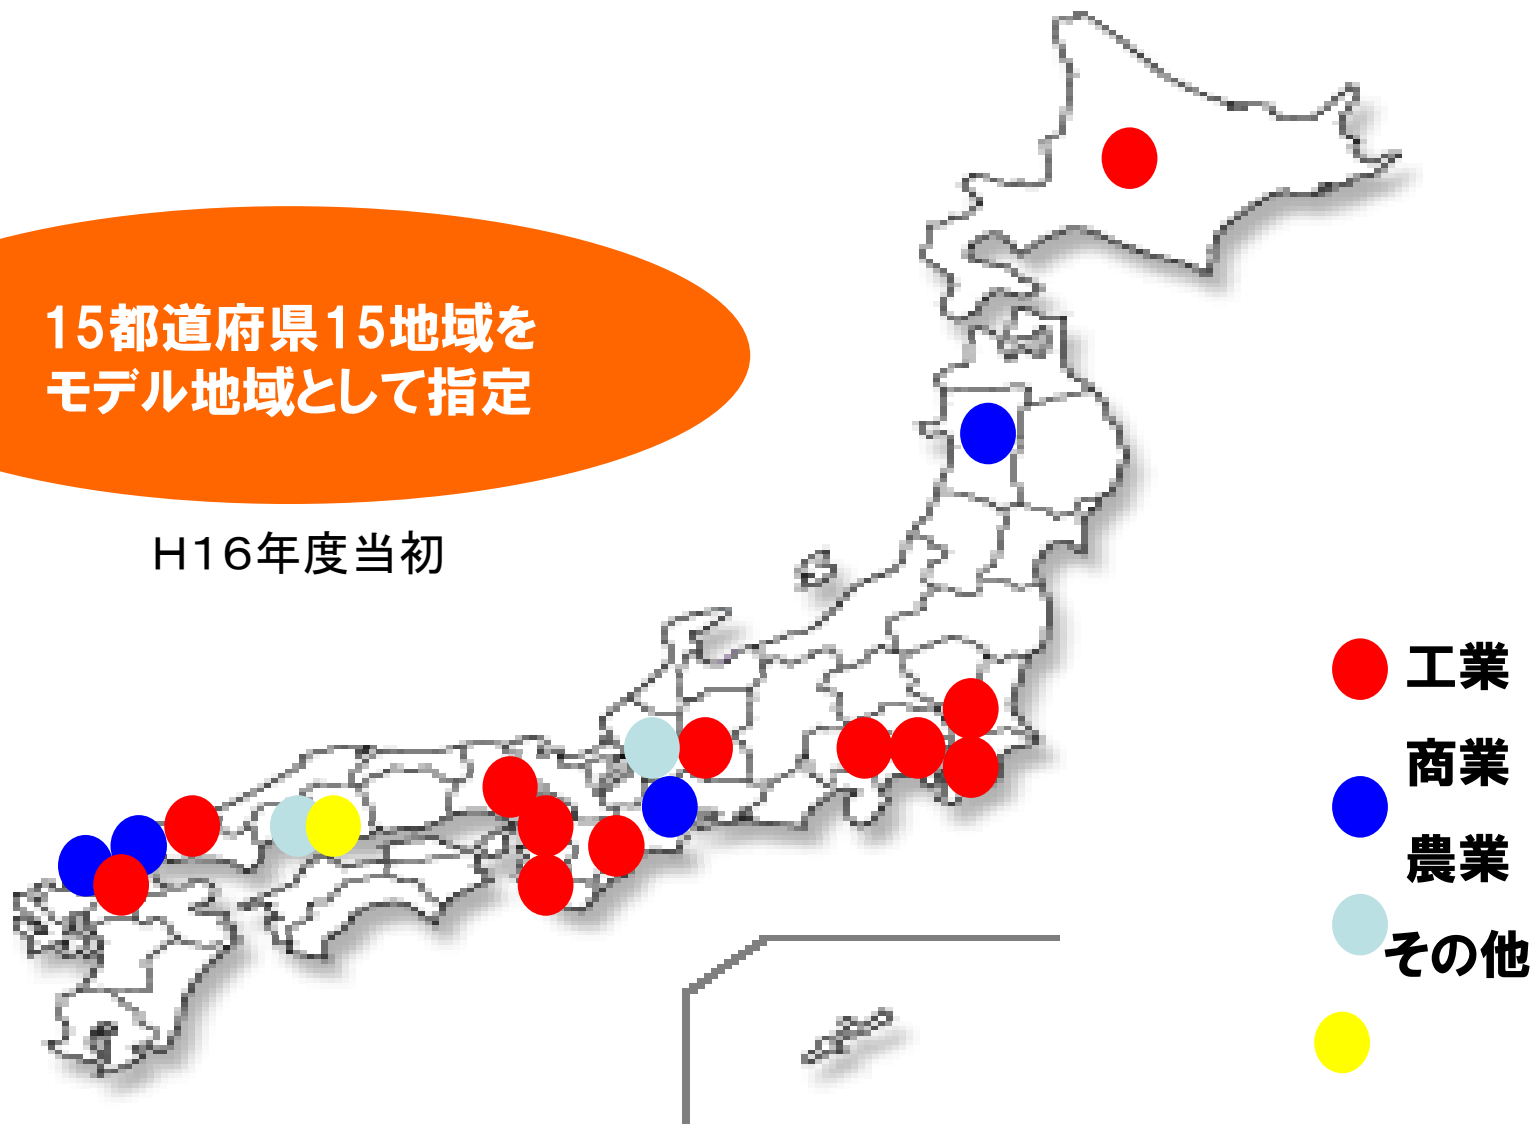 15都道府県15地域を
モデル地域として指定
H16年度当初
工業
商業
農業
その他